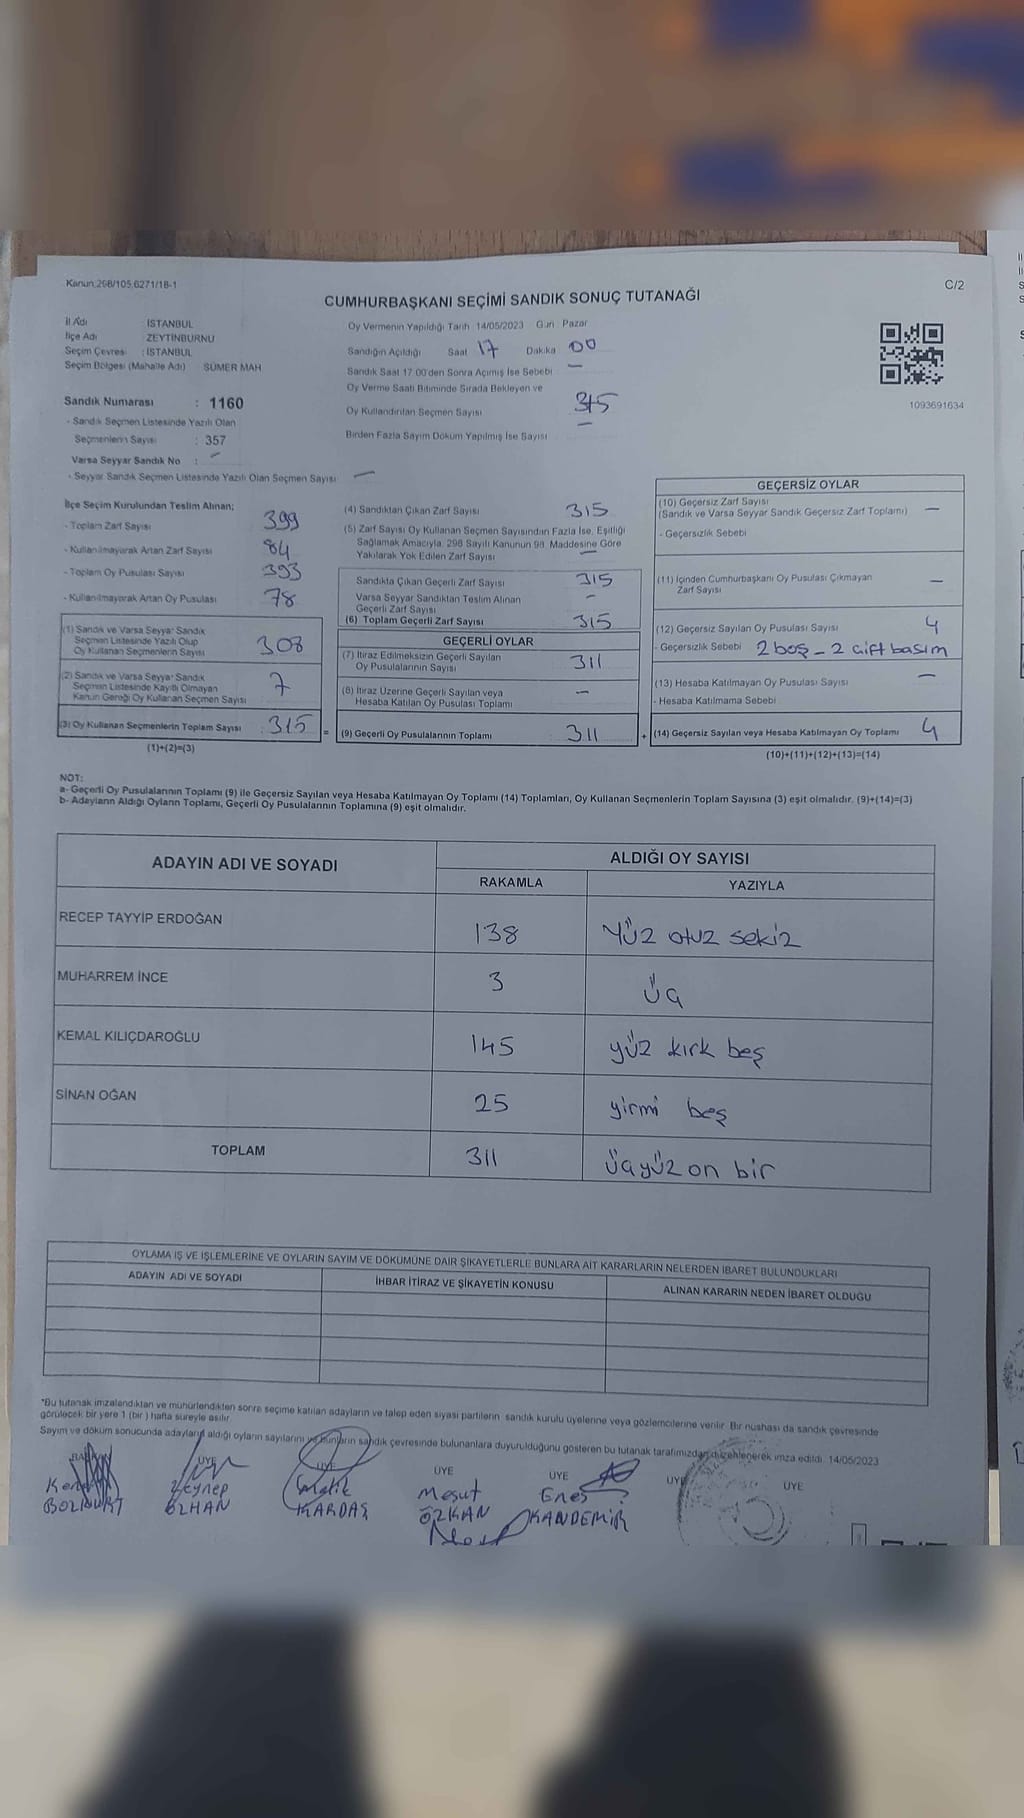 Kanun:298/105,6271/18-1
C/2
CUMHURBAŞKANI SEÇİMİ SANDIK SONUÇ TUTANAĞI
İl Adı : İSTANBUL
İlçe Adı : ZEYTİNBURNU
Seçim Çevresi : İSTANBUL
Seçim Bölgesi (Mahalle Adı) SÜMER MAH
Sandık Numarası : 1160
- Sandık Seçmen Listesinde Yazılı Olan
Seçmenlerin Sayısı : 357
Varsa Seyyar Sandık No : -
- Seyyar Sandık Seçmen Listesinde Yazılı Olan Seçmen Sayısı : -
Oy Vermenin Yapıldığı Tarih 14/05/2023 Gün Pazar
Sandığın Açıldığı Saat 17 Dakika 00
Sandık Saat 17:00'den Sonra Açılmış İse Sebebi -
Oy Verme Saati Bitiminde Sırada Bekleyen ve
Oy Kullandırılan Seçmen Sayısı 315
Birden Fazla Sayım Döküm Yapılmış İse Sayısı -
1093691634
İlçe Seçim Kurulundan Teslim Alınan;
- Toplam Zarf Sayısı 399
- Kullanılmayarak Artan Zarf Sayısı 84
- Toplam Oy Pusulası Sayısı 393
- Kullanılmayarak Artan Oy Pusulası 78
(1) Sandık ve Varsa Seyyar Sandık
Seçmen Listesinde Yazılı Olup
Oy Kullanan Seçmenlerin Sayısı 308
(2) Sandık ve Varsa Seyyar Sandık
Seçmen Listesinde Kayıtlı Olmayan
Kanun Gereği Oy Kullanan Seçmen Sayısı 7
(3) Oy Kullanan Seçmenlerin Toplam Sayısı : 315
(1)+(2)=(3)
(4) Sandıktan Çıkan Zarf Sayısı 315
(5) Zarf Sayısı Oy Kullanan Seçmen Sayısından Fazla İse, Eşitliği
Sağlamak Amacıyla, 298 Sayılı Kanunun 98. Maddesine Göre
Yakılarak Yok Edilen Zarf Sayısı -
Sandıkta Çıkan Geçerli Zarf Sayısı 315
Varsa Seyyar Sandıktan Teslim Alınan
Geçerli Zarf Sayısı -
(6) Toplam Geçerli Zarf Sayısı 315
GEÇERLİ OYLAR
(7) İtiraz Edilmeksizin Geçerli Sayılan
Oy Pusulalarının Sayısı 311
(8) İtiraz Üzerine Geçerli Sayılan veya
Hesaba Katılan Oy Pusulası Toplamı -
= (9) Geçerli Oy Pusulalarının Toplamı 311
GEÇERSİZ OYLAR
(10) Geçersiz Zarf Sayısı
(Sandık ve Varsa Seyyar Sandık Geçersiz Zarf Toplamı) -
- Geçersizlik Sebebi
(11) İçinden Cumhurbaşkanı Oy Pusulası Çıkmayan
Zarf Sayısı -
(12) Geçersiz Sayılan Oy Pusulası Sayısı 4
- Geçersizlik Sebebi 2 boş - 2 çift basım
(13) Hesaba Katılmayan Oy Pusulası Sayısı -
- Hesaba Katılmama Sebebi
+ (14) Geçersiz Sayılan veya Hesaba Katılmayan Oy Toplamı 4
(10)+(11)+(12)+(13)=(14)
NOT:
a- Geçerli Oy Pusulalarının Toplamı (9) ile Geçersiz Sayılan veya Hesaba Katılmayan Oy Toplamı (14) Toplamları, Oy Kullanan Seçmenlerin Toplam Sayısına (3) eşit olmalıdır. (9)+(14)=(3)
b- Adayların Aldığı Oyların Toplamı, Geçerli Oy Pusulalarının Toplamına (9) eşit olmalıdır.
ADAYIN ADI VE SOYADI
ALDIĞI OY SAYISI
RAKAMLA YAZIYLA
RECEP TAYYİP ERDOĞAN 138 Yüz otuz sekiz
MUHARREM İNCE 3 üç
KEMAL KILIÇDAROĞLU 145 yüz kırk beş
SİNAN OĞAN 25 yirmi beş
TOPLAM 311 üçyüz on bir
OYLAMA İŞ VE İŞLEMLERİNE VE OYLARIN SAYIM VE DÖKÜMÜNE DAİR ŞİKAYETLERLE BUNLARA AİT KARARLARIN NELERDEN İBARET BULUNDUKLARI
ADAYIN ADI VE SOYADI İHBAR İTİRAZ VE ŞİKAYETİN KONUSU ALINAN KARARIN NEDEN İBARET OLDUĞU
*Bu tutanak imzalandıktan ve mühürlendikten sonra seçime katılan adayların ve talep eden siyasi partilerin sandık kurulu üyelerine veya gözlemcilerine verilir. Bir nüshası da sandık çevresinde
görülecek bir yere 1 (bir) hafta süreyle asılır.
Sayım ve döküm sonucunda adayların aldığı oyların sayılarını ve bunların sandık çevresinde bulunanlara duyurulduğunu gösteren bu tutanak tarafımızdan düzenlenerek imza edildi. 14/05/2023
BAŞKAN ÜYE ÜYE ÜYE ÜYE ÜYE ÜYE
Zeynep Mesut Enes
BOZKURT ÖZHAN KARDAŞ ÖZKAN KANDEMİR